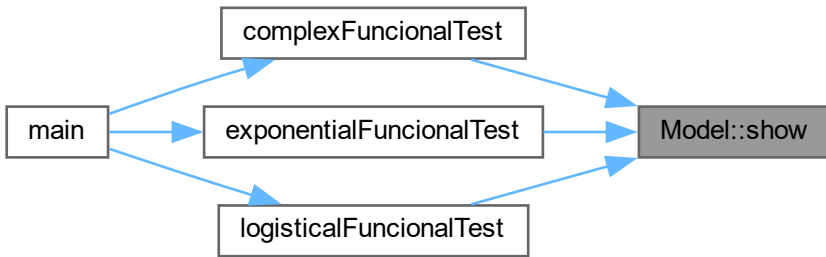 complexFuncionalTest
main
exponentialFuncionalTest
Model::show
logisticalFuncionalTest